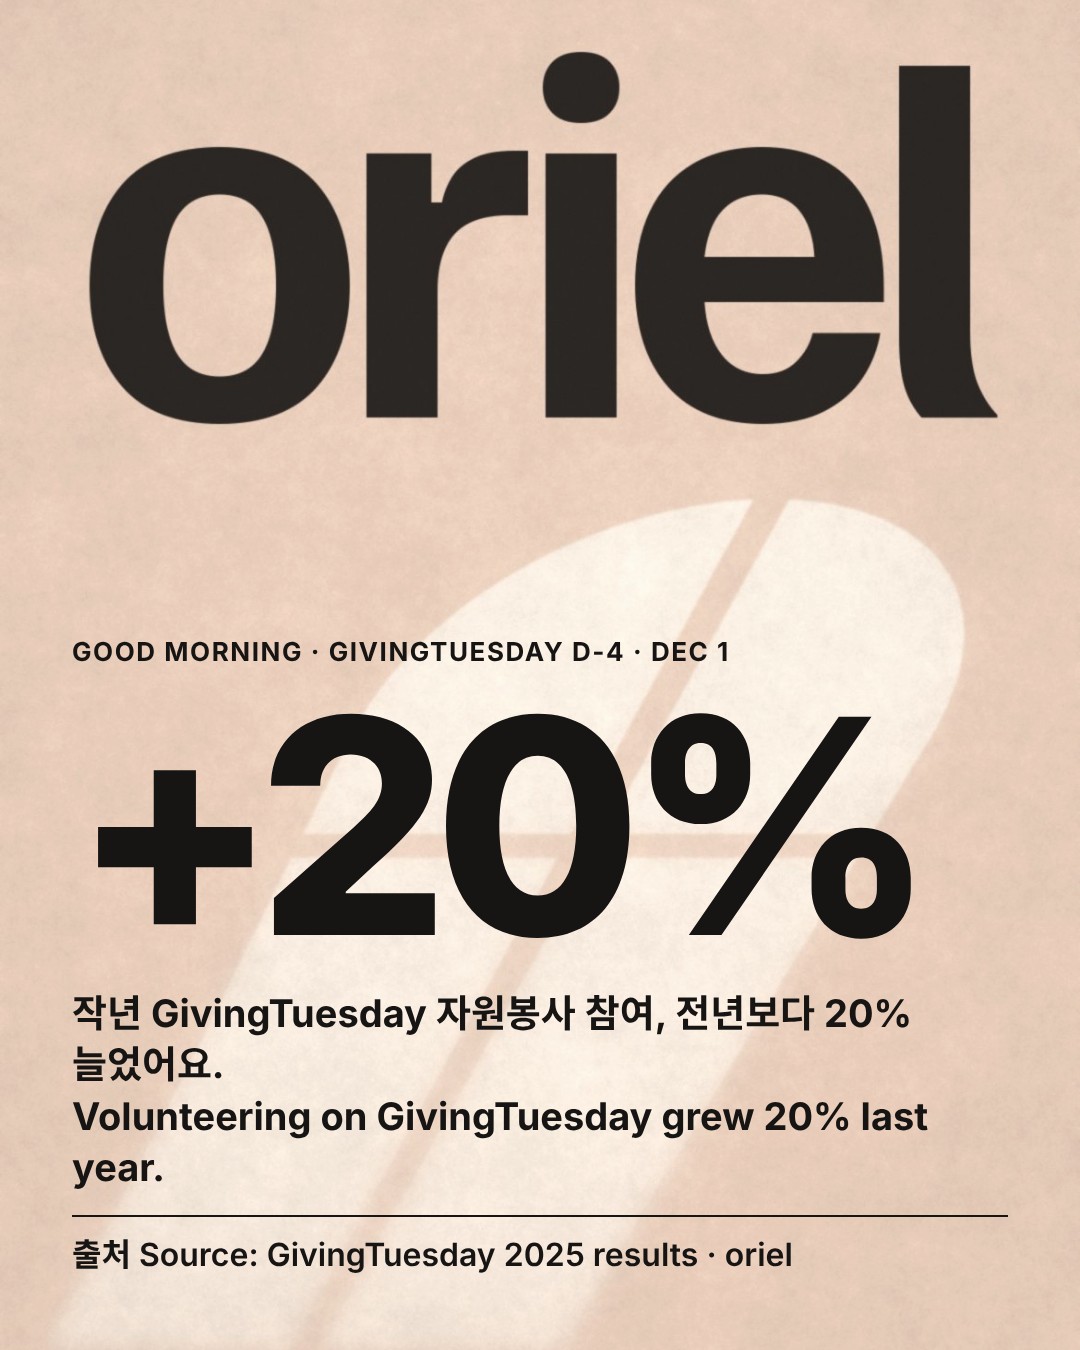 oriel
GOOD MORNING · GIVINGTUESDAY D-4 · DEC 1
+20%
작년 GivingTuesday 자원봉사 참여, 전년보다 20%
늘었어요.
Volunteering on GivingTuesday grew 20% last
year.
출처 Source: GivingTuesday 2025 results · oriel